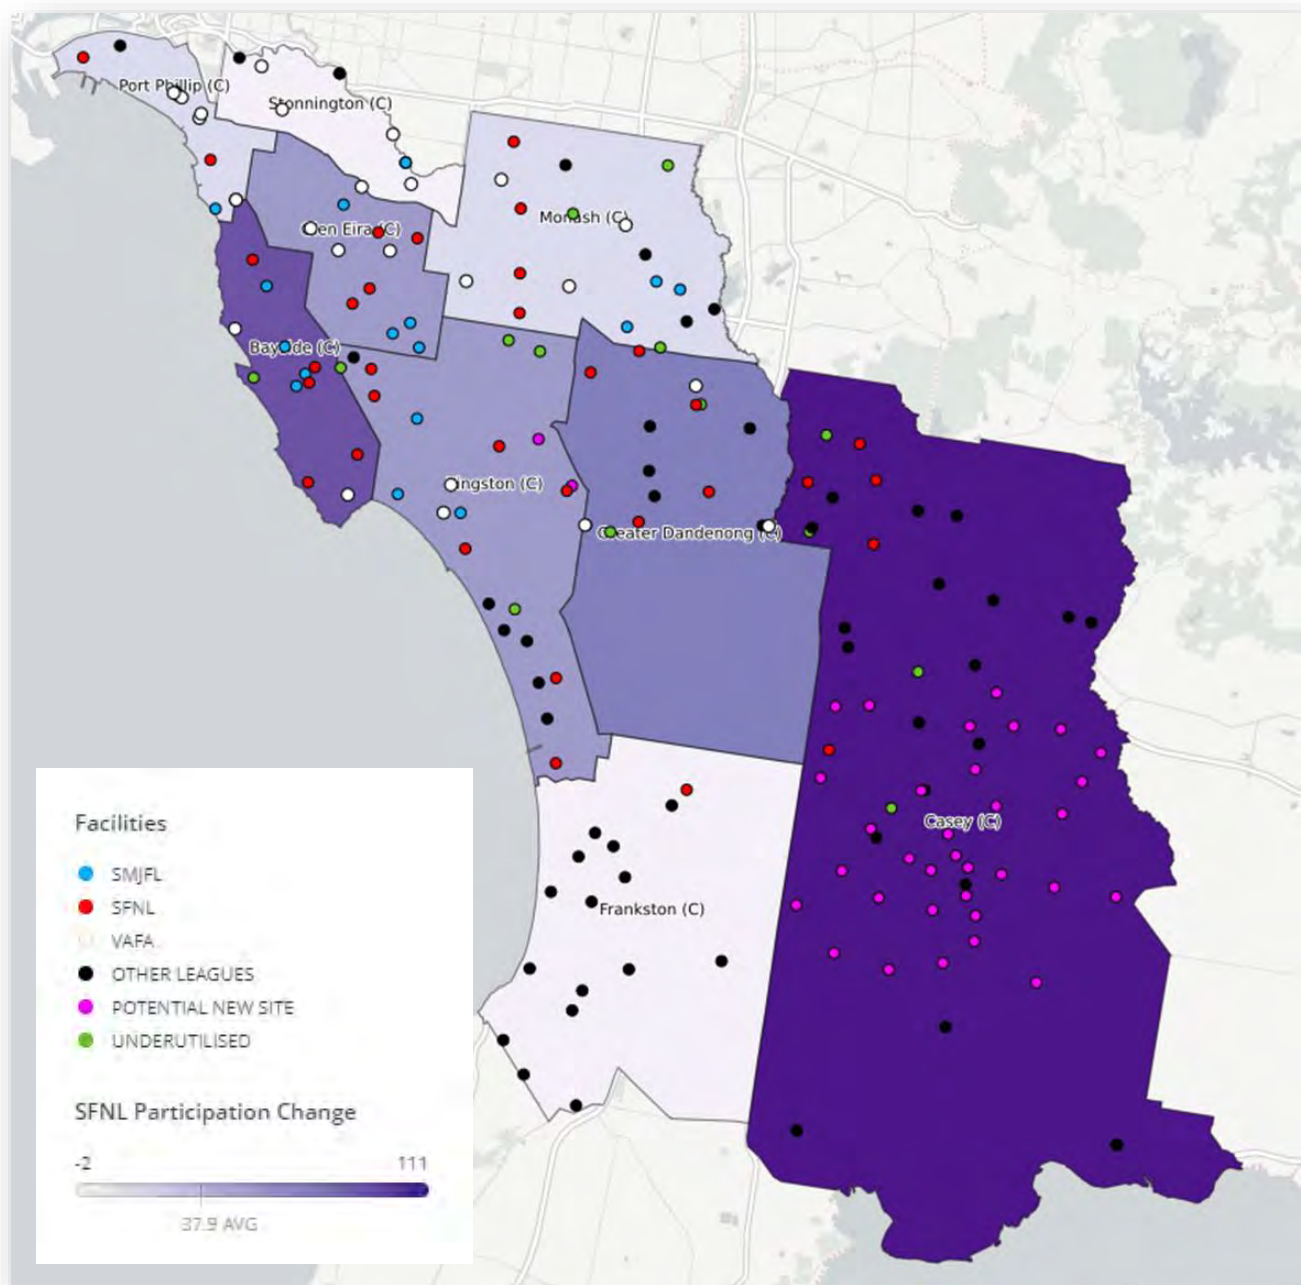 Port Phillip (C)
Stonnington (C)
Monash (C)
Glen Eira (C)
Bayside (C)
Kingston (C)
Greater Dandenong (C)
Casey (C)
Frankston (C)
Facilities
SMJFL
SFNL
VAFA
OTHER LEAGUES
POTENTIAL NEW SITE
UNDERUTILISED
SFNL Participation Change
-2 111
37.9 AVG